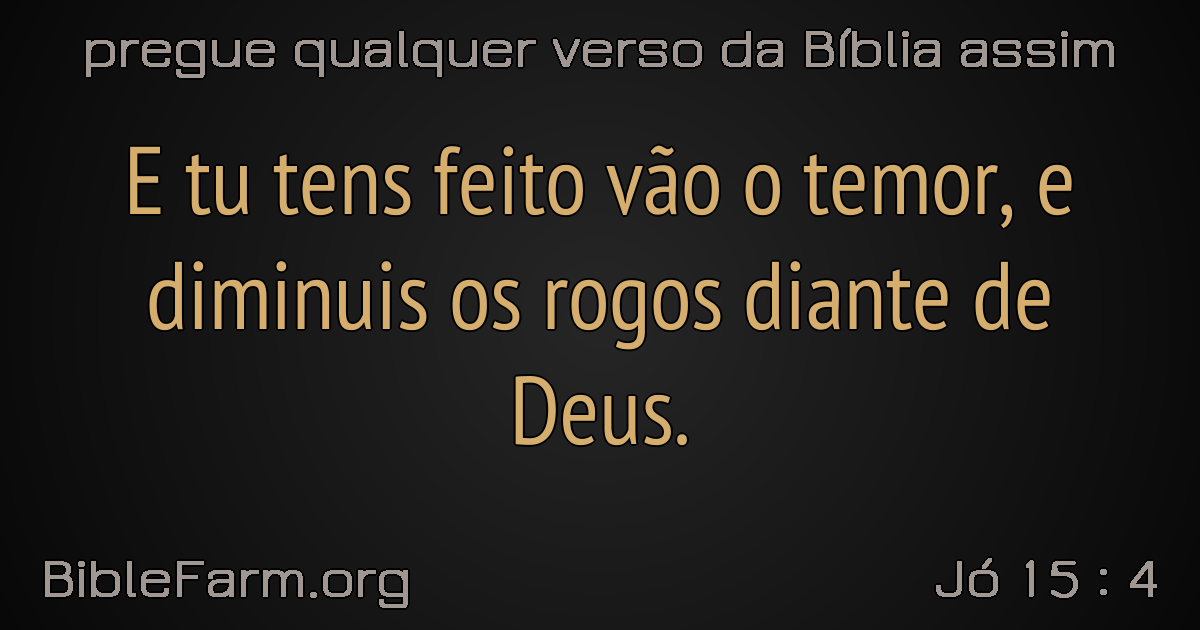 pregue qualquer verso da Bíblia assim
E tu tens feito vão o temor, e
diminuis os rogos diante de
Deus.
BibleFarm.org
Jó 15 : 4